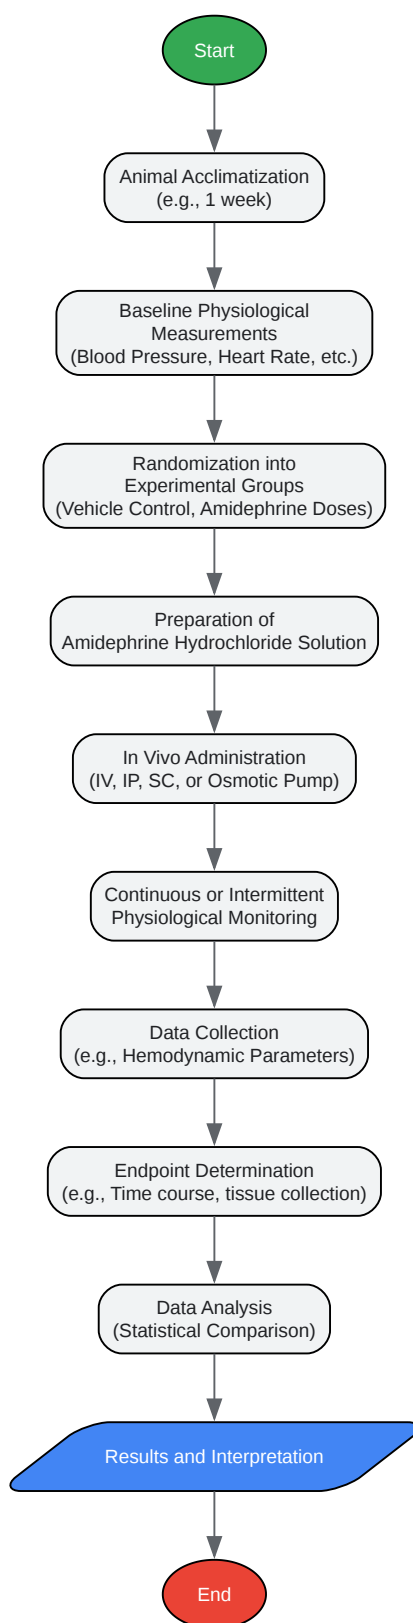 Start
Animal Acclimatization
(e.g., 1 week)
Baseline Physiological
Measurements
(Blood Pressure, Heart Rate, etc.)
Randomization into
Experimental Groups
(Vehicle Control, Amidephrine Doses)
Preparation of
Amidephrine Hydrochloride Solution
In Vivo Administration
(IV, IP, SC, or Osmotic Pump)
Continuous or Intermittent
Physiological Monitoring
Data Collection
(e.g., Hemodynamic Parameters)
Endpoint Determination
(e.g., Time course, tissue collection)
Data Analysis
(Statistical Comparison)
Results and Interpretation
End